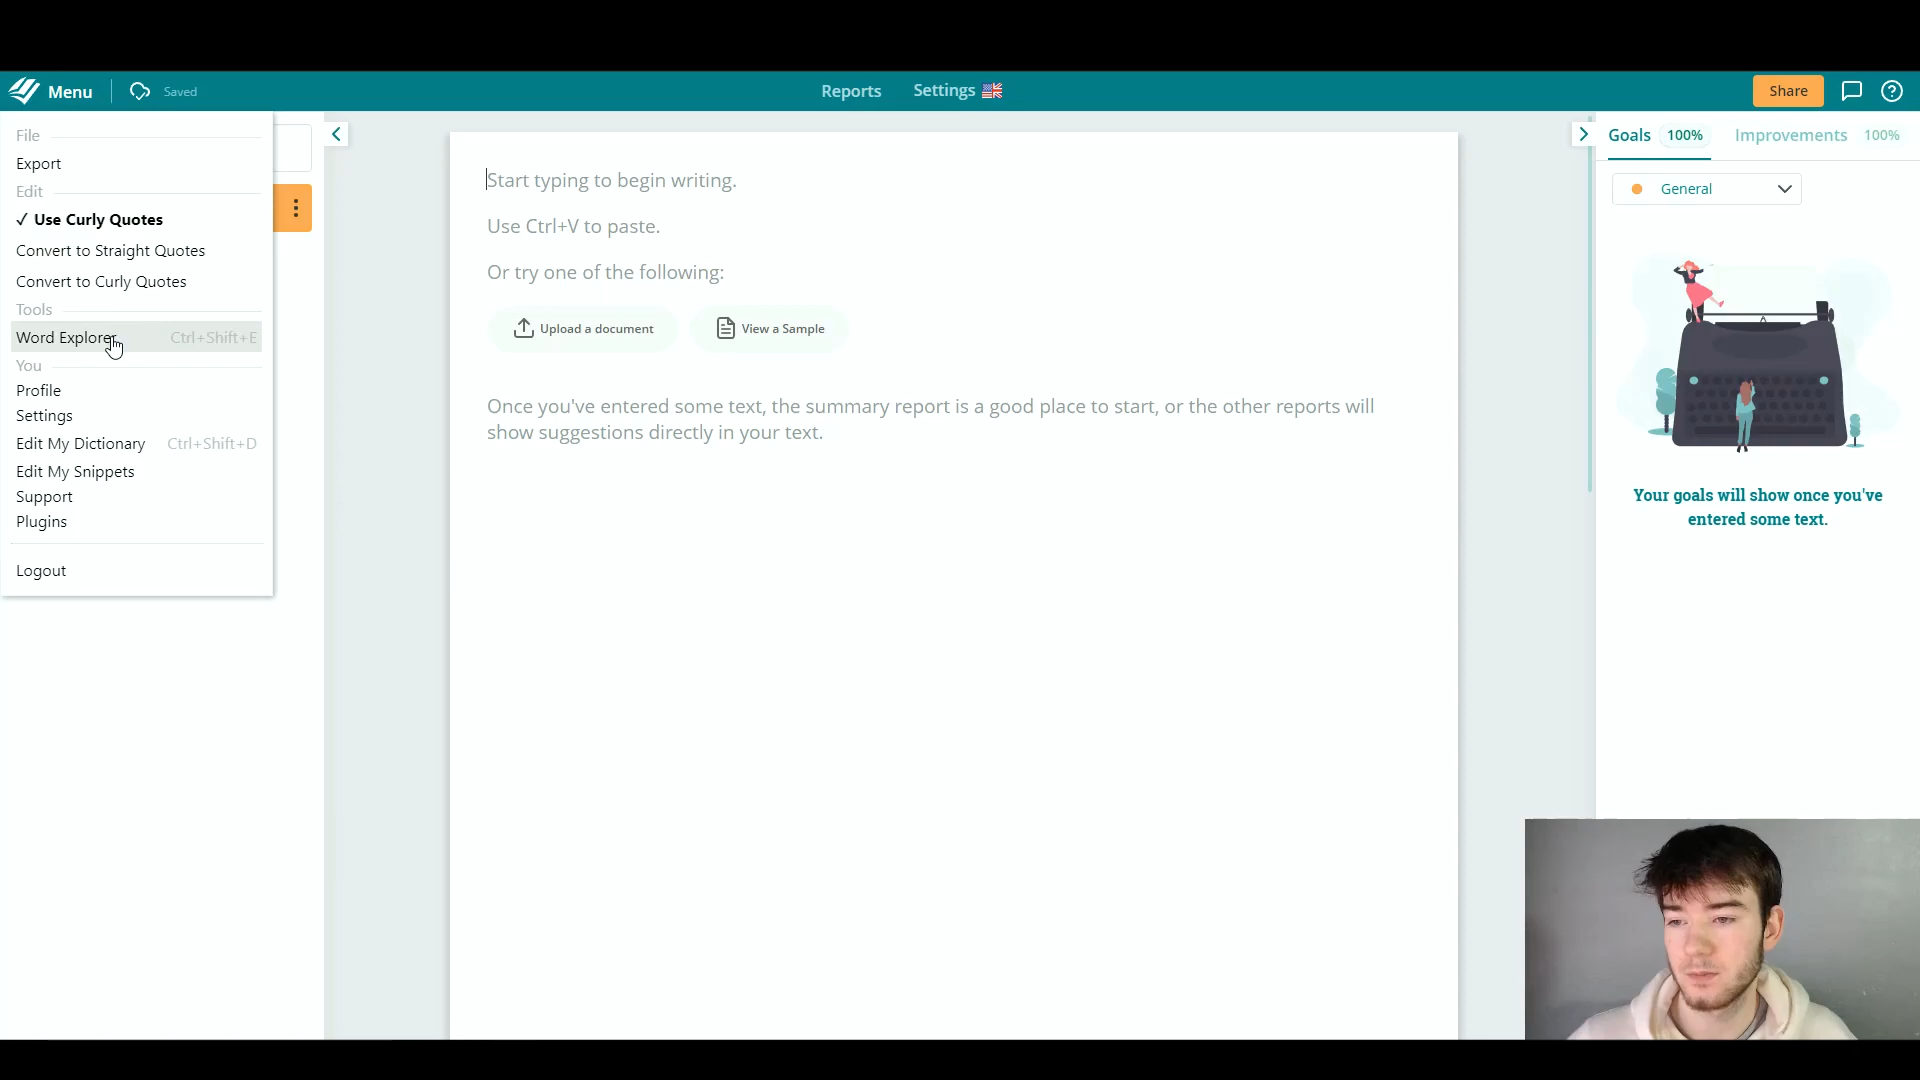 Menu
Saved
Reports
Settings
Share
File
Export
Edit
✓ Use Curly Quotes
Convert to Straight Quotes
Convert to Curly Quotes
Tools
Word Explorer Ctrl+Shift+E
You
Profile
Settings
Edit My Dictionary Ctrl+Shift+D
Edit My Snippets
Support
Plugins
Logout
Start typing to begin writing.
Use Ctrl+V to paste.
Or try one of the following:
Upload a document
View a Sample
Once you've entered some text, the summary report is a good place to start, or the other reports will
show suggestions directly in your text.
Goals 100%
Improvements 100%
General
Your goals will show once you've
entered some text.